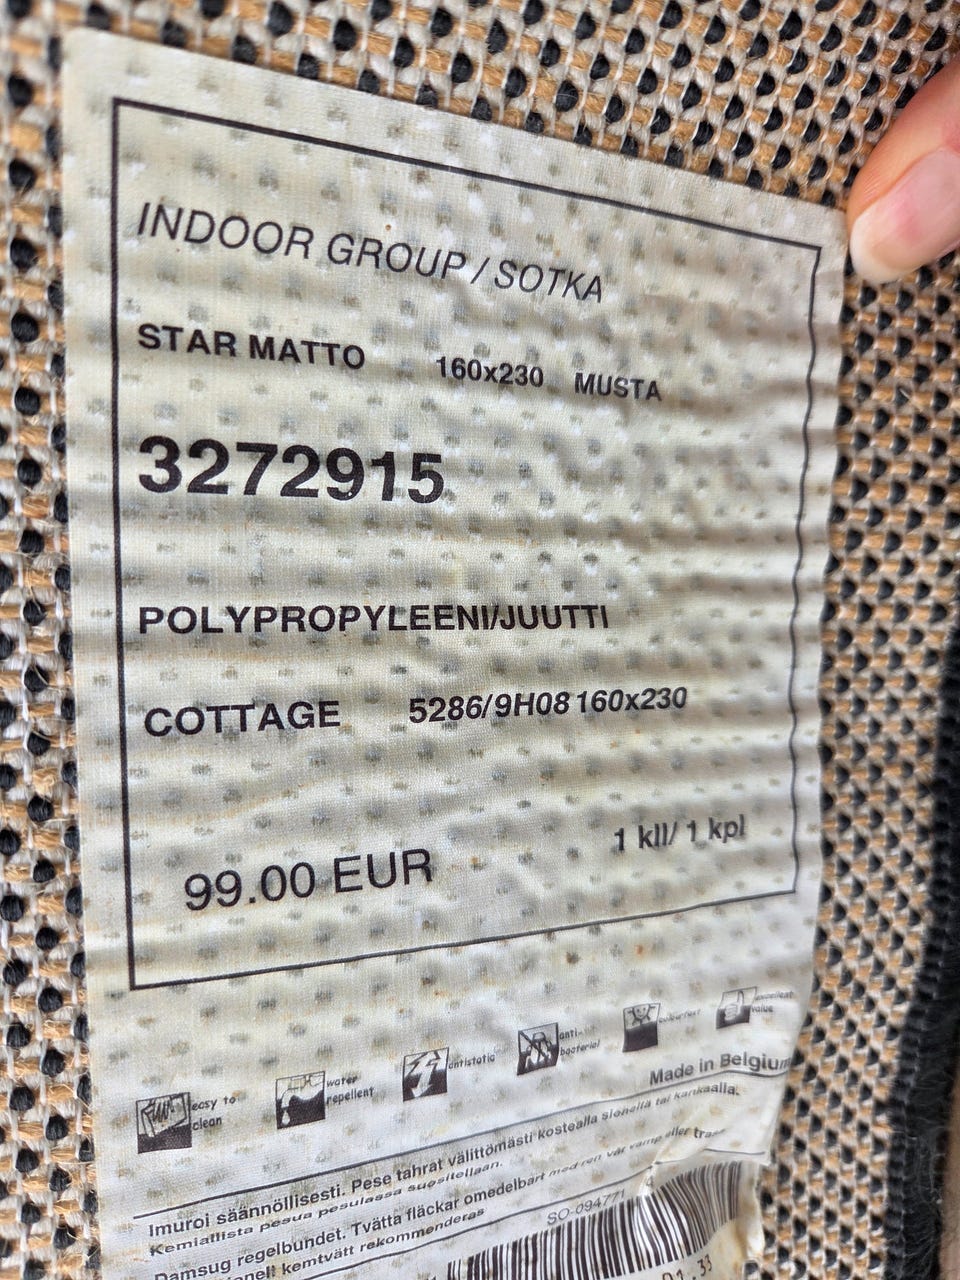 INDOOR GROUP / SOTKA
STAR MATTO 160x230 MUSTA
3272915
POLYPROPYLEENI/JUUTTI
COTTAGE 5286/9H08 160x230
99.00 EUR 1 kll/ 1 kpl
easy to clean
water repellent
antistatic
anti-bacterial
colourfast
excellent value
Made in Belgium
Imuroi säännöllisesti. Pese tahrat välittömästi kostealla sienellä tai kankaalla.
Kemiallista pesua pesulassa suositellaan.
Damsug regelbundet. Tvätta fläckar omedelbart med ren vår svamp eller trasa
kemtvätt rekommenderas
SO-094771